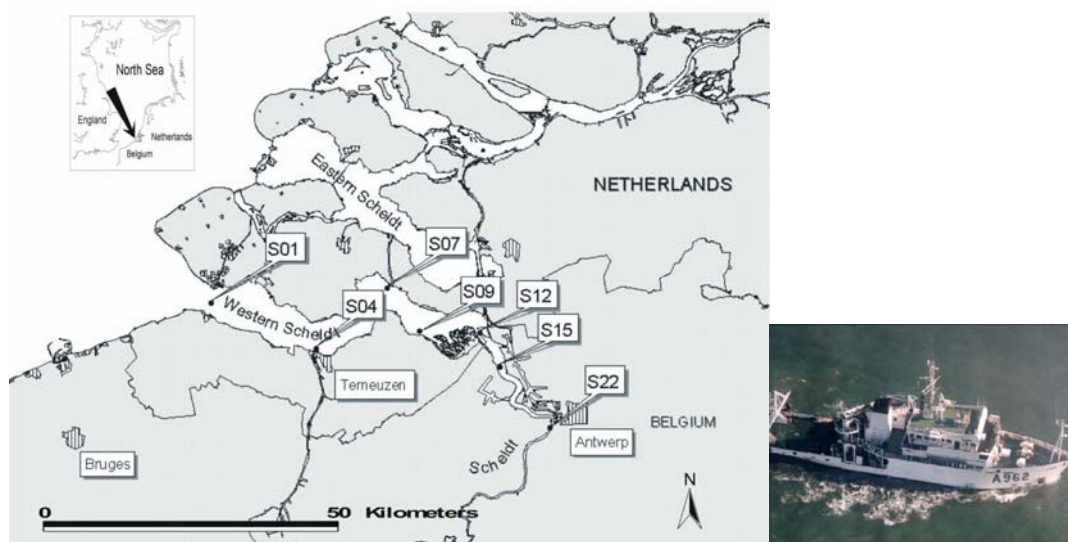 North Sea
England
Netherlands
Belgium
Eastern Scheldt
NETHERLANDS
S01
S07
Western Scheldt
S04
S09
S12
S15
Terneuzen
S22
BELGIUM
Antwerp
Bruges
Scheldt
N
0 50 Kilometers
A962